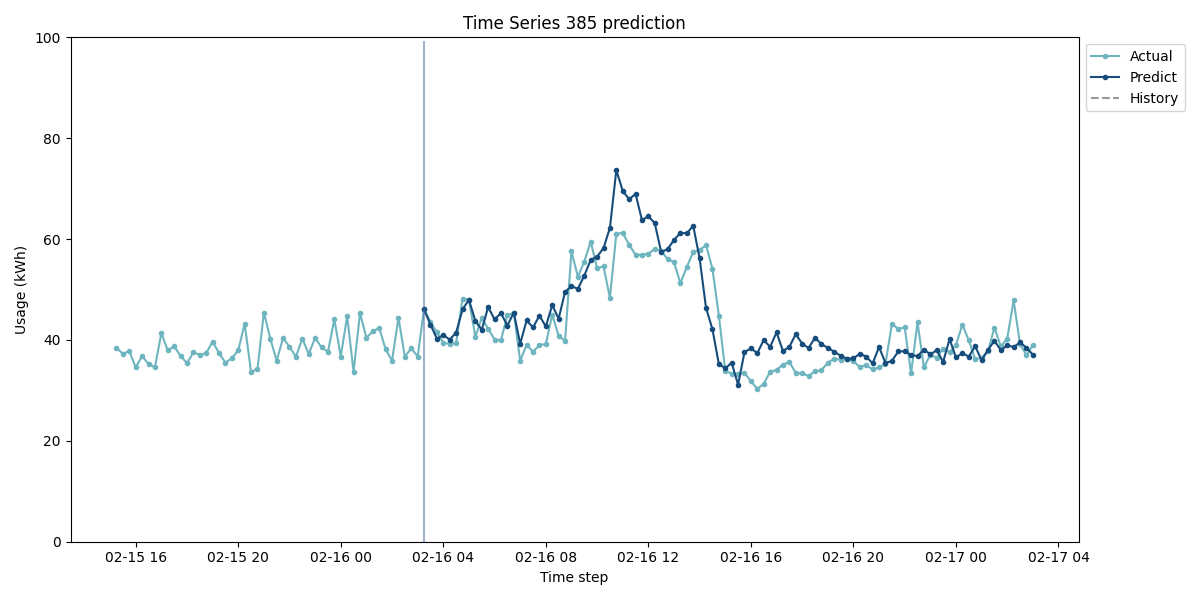 Time Series 385 prediction
Usage (kWh)
100
80
60
40
20
0
02-15 16
02-15 20
02-16 00
02-16 04
02-16 08
02-16 12
02-16 16
02-16 20
02-17 00
02-17 04
Time step
Actual
Predict
History